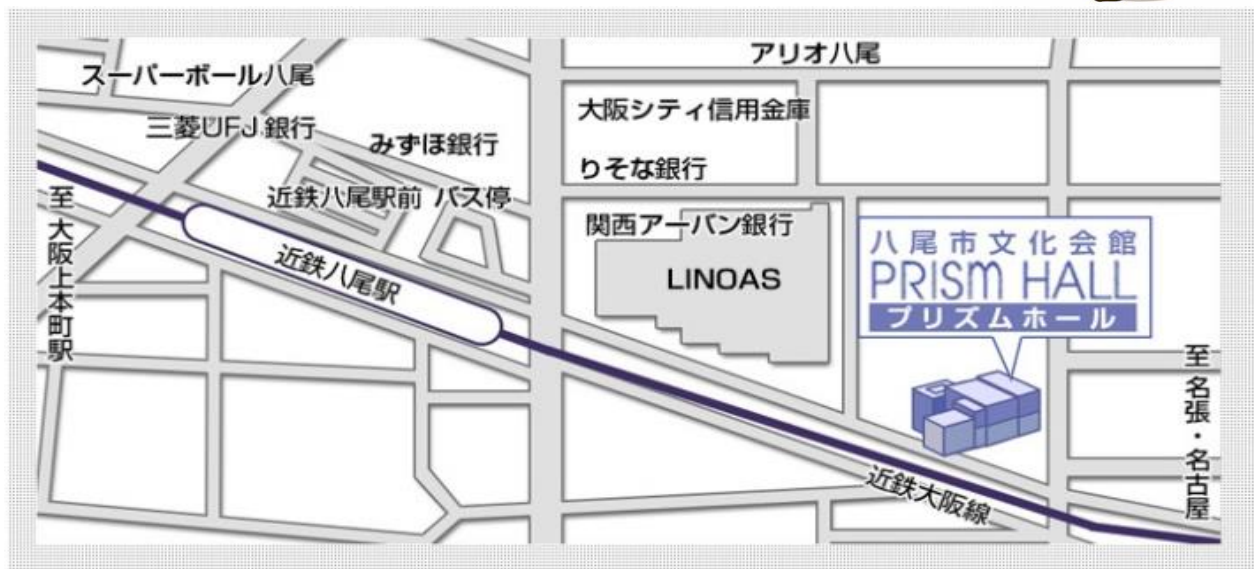 アリオ八尾
スーパーボール八尾
大阪シティ信用金庫
三菱UFJ 銀行
みずほ銀行
りそな銀行
近鉄八尾駅前 バス停
至 大阪上本町駅
関西アーバン銀行
八尾市文化会館
PRISM HALL
プリズムホール
近鉄八尾駅
LINOAS
至 名張・名古屋
近鉄大阪線